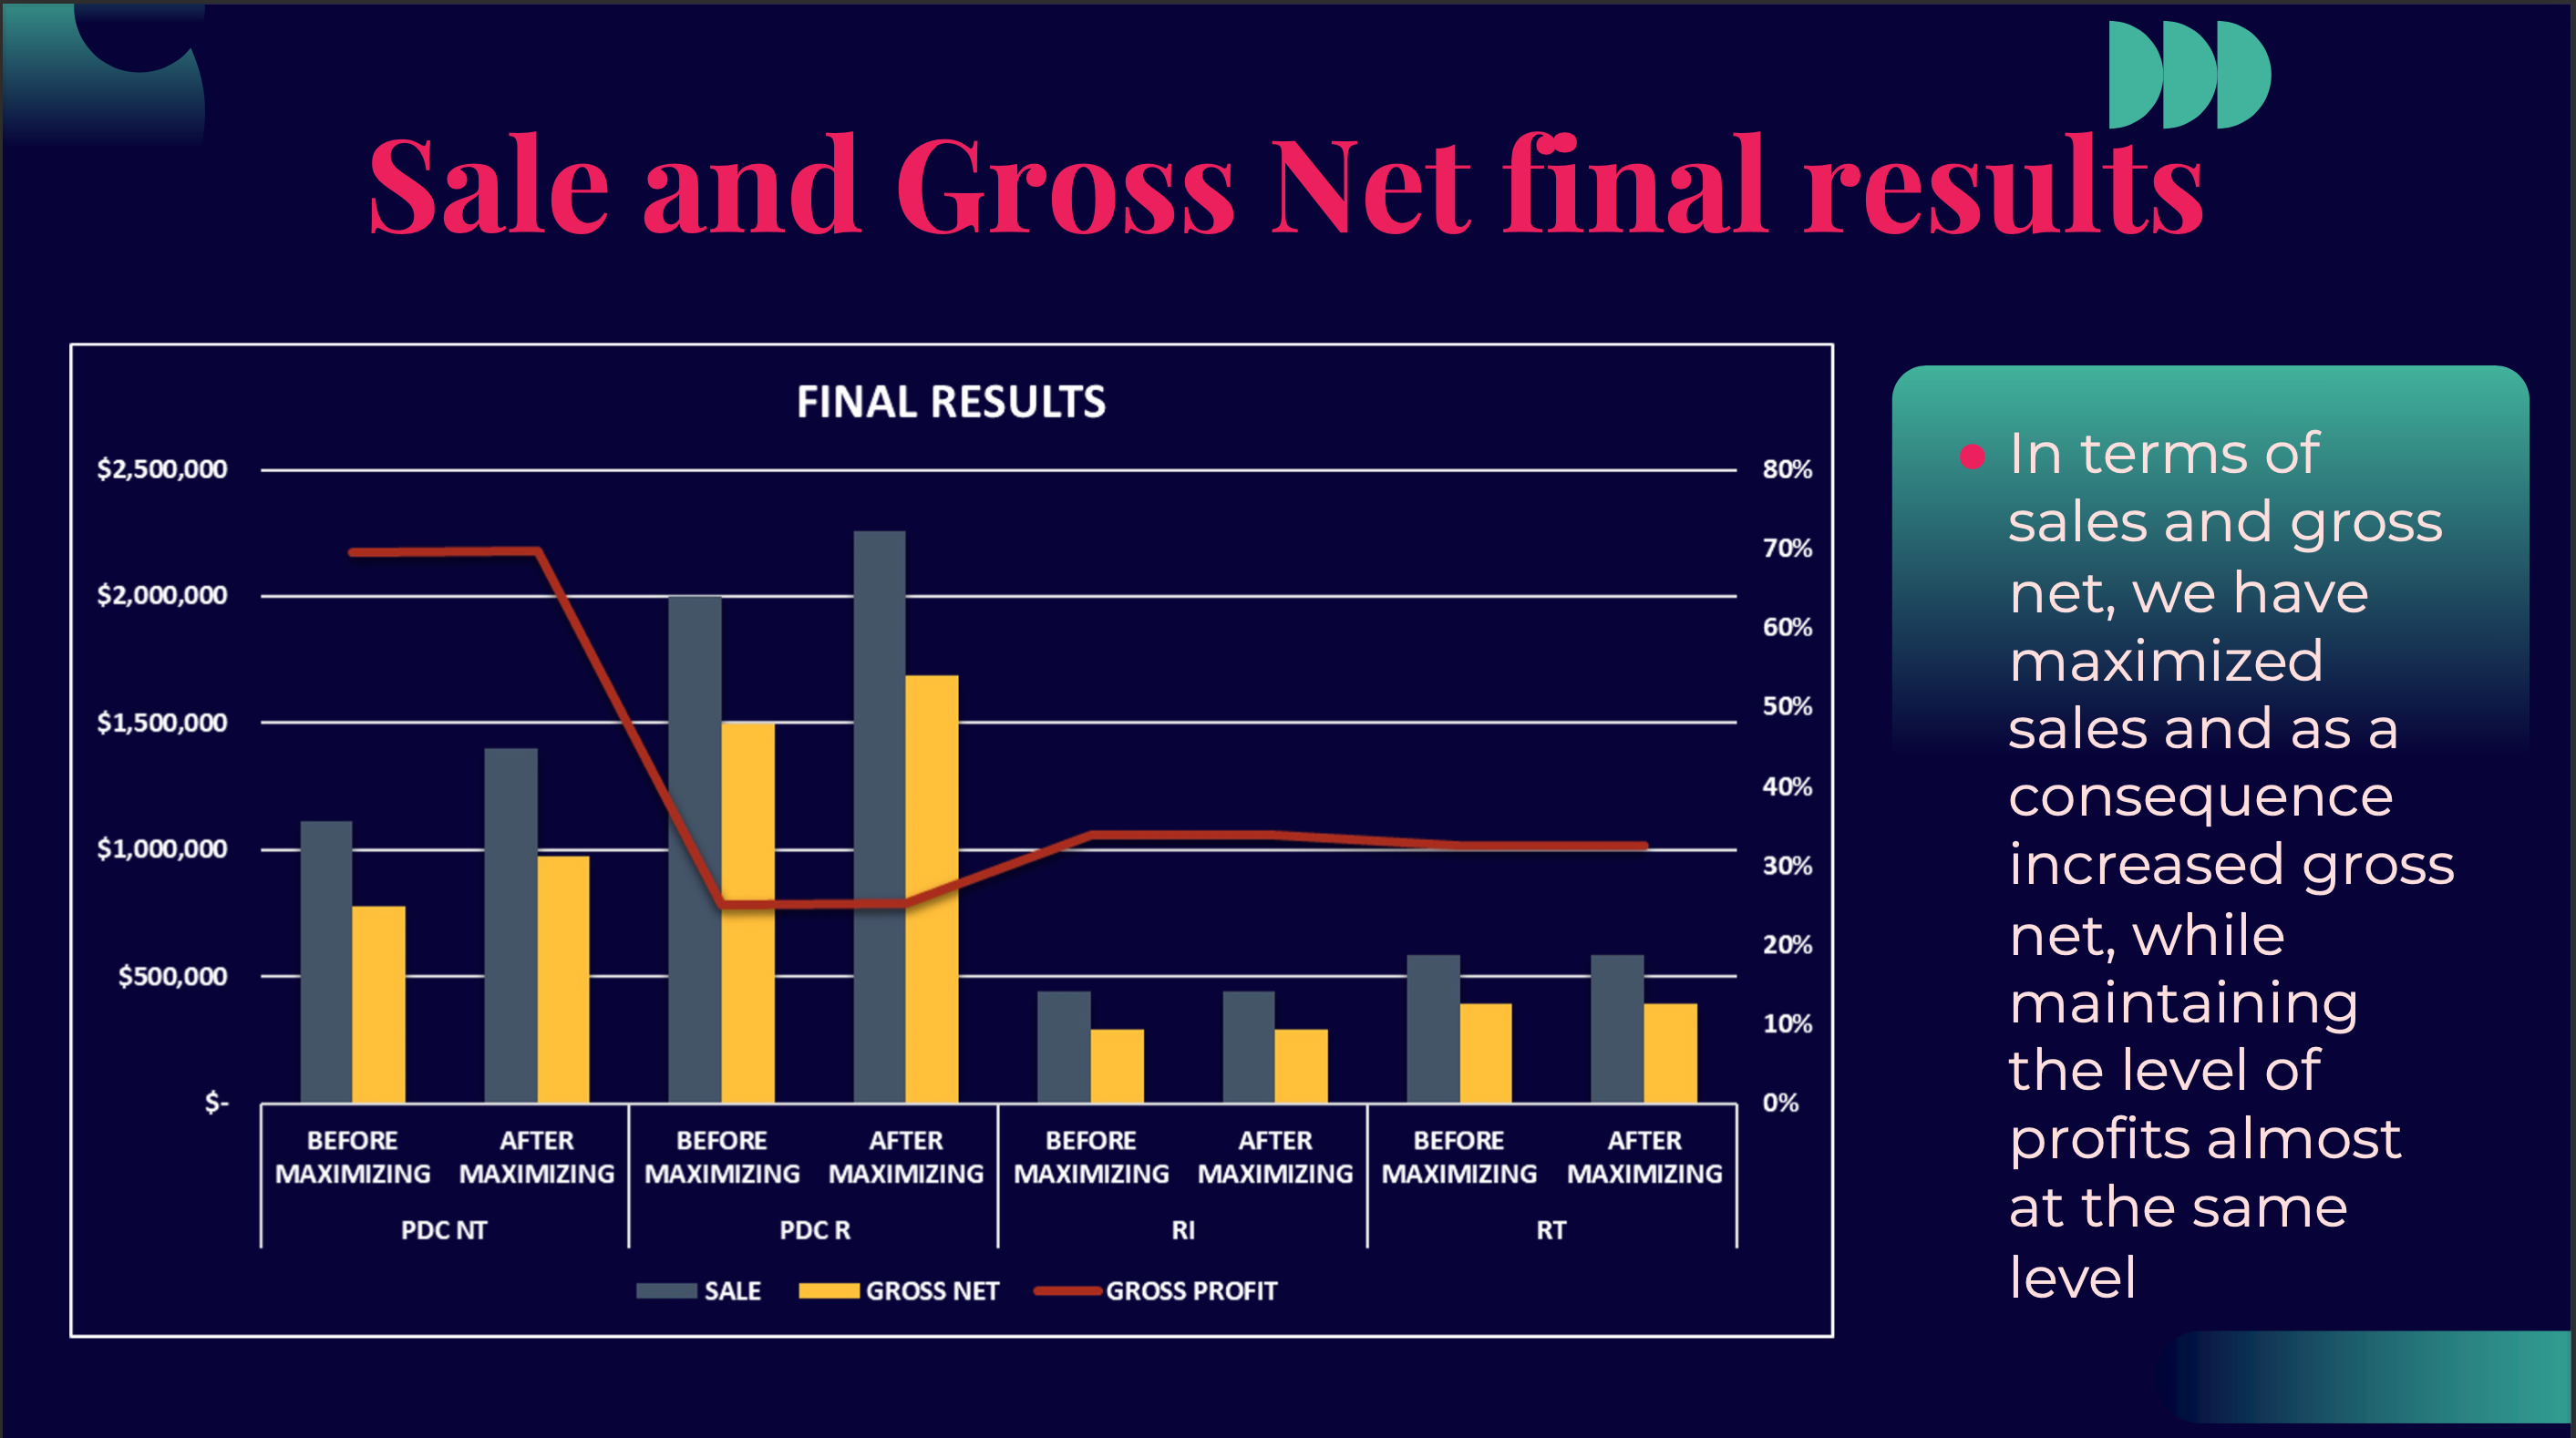 Sale and Gross Net final results
FINAL RESULTS
$2,500,000
$2,000,000
$1,500,000
$1,000,000
$500,000
$-
80%
70%
60%
50%
40%
30%
20%
10%
0%
BEFORE MAXIMIZING
AFTER MAXIMIZING
BEFORE MAXIMIZING
AFTER MAXIMIZING
BEFORE MAXIMIZING
AFTER MAXIMIZING
BEFORE MAXIMIZING
AFTER MAXIMIZING
PDC NT
PDC R
RI
RT
SALE
GROSS NET
GROSS PROFIT
In terms of
sales and gross
net, we have
maximized
sales and as a
consequence
increased gross
net, while
maintaining
the level of
profits almost
at the same
level